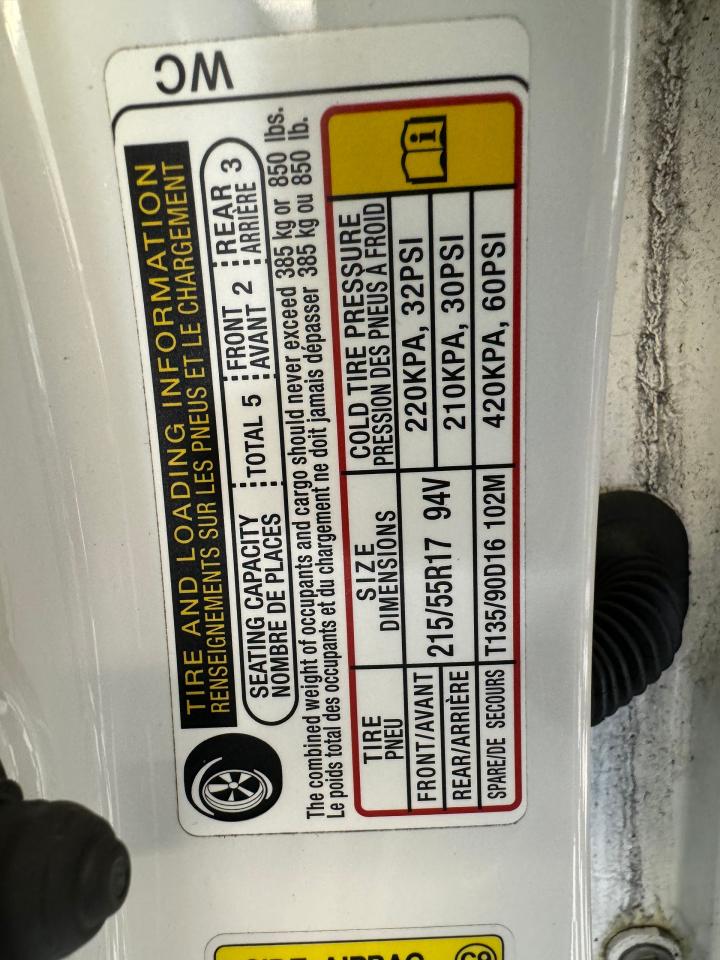 WC
TIRE AND LOADING INFORMATION
RENSEIGNEMENTS SUR LES PNEUS ET LE CHARGEMENT
SEATING CAPACITY
NOMBRE DE PLACES
TOTAL 5
FRONT 2
AVANT
REAR 3
ARRIÈRE
The combined weight of occupants and cargo should never exceed 385 kg or 850 lbs.
Le poids total des occupants et du chargement ne doit jamais dépasser 385 kg ou 850 lb.
TIRE
PNEU
SIZE
DIMENSIONS
COLD TIRE PRESSURE
PRESSION DES PNEUS À FROID
FRONT/AVANT
215/55R17 94V
220KPA, 32PSI
REAR/ARRIÈRE
210KPA, 30PSI
SPARE/DE SECOURS
T135/90D16 102M
420KPA, 60PSI
SIDE AIRBAG